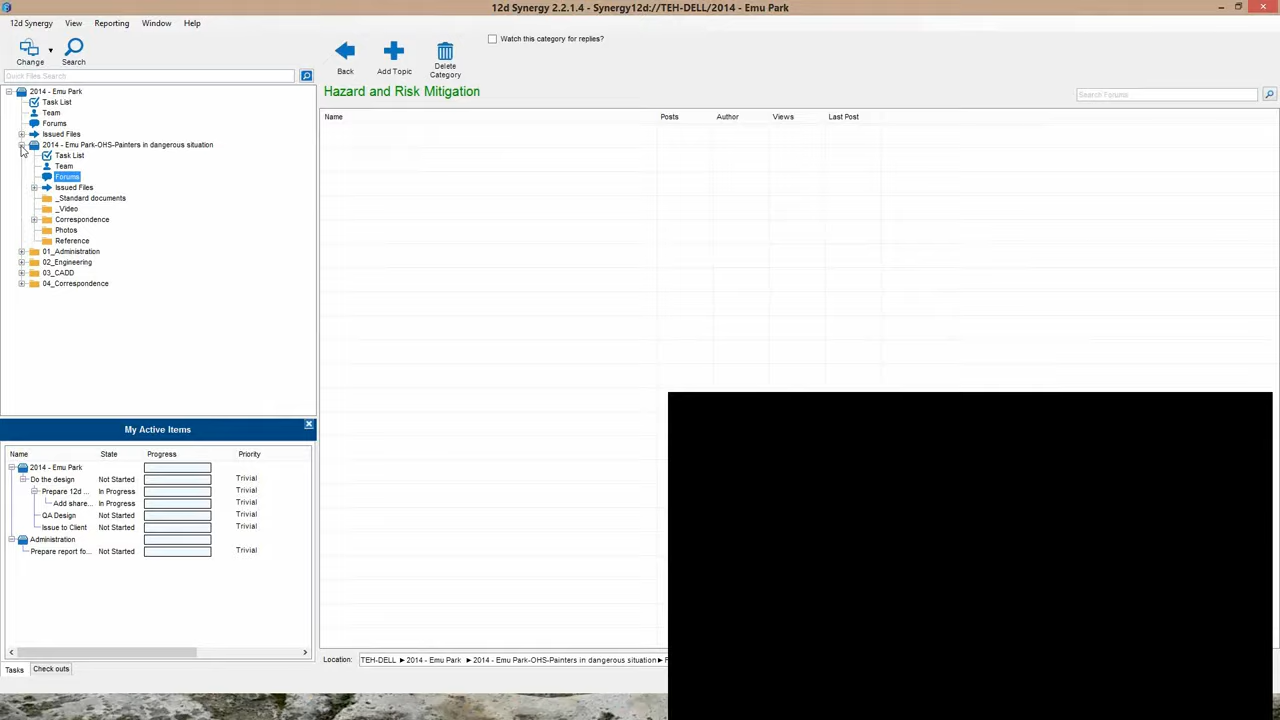 12d Synergy 2.2.1.4 - Synergy12d://TEH-DELL/2014 - Emu Park
12d Synergy View Reporting Window Help
Change Search
Quick Files Search
2014 - Emu Park
Task List
Team
Forums
Issued Files
2014 - Emu Park-OHS-Painters in dangerous situation
Task List
Team
Forums
Issued Files
_Standard documents
_Video
Correspondence
Photos
Reference
01_Administration
02_Engineering
03_CADD
04_Correspondence
My Active Items
Name State Progress Priority
2014 - Emu Park
Do the design Not Started Trivial
Prepare 12d ... In Progress Trivial
Add share... In Progress Trivial
QA Design Not Started Trivial
Issue to Client Not Started Trivial
Administration
Prepare report fo... Not Started Trivial
Tasks Check outs
Watch this category for replies?
Back Add Topic Delete Category
Hazard and Risk Mitigation
Search Forums
Name Posts Author Views Last Post
Location: TEH-DELL 2014 - Emu Park 2014 - Emu Park-OHS-Painters in dangerous situation